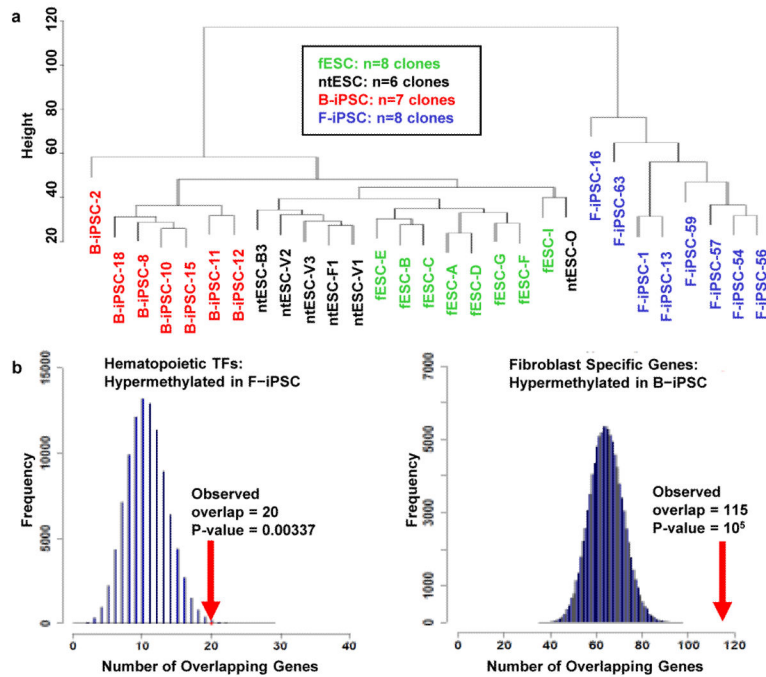 a
Height
120
100
80
60
40
20
fESC: n=8 clones
ntESC: n=6 clones
B-iPSC: n=7 clones
F-iPSC: n=8 clones
B-iPSC-2
B-iPSC-18
B-iPSC-8
B-iPSC-10
B-iPSC-15
B-iPSC-11
B-iPSC-12
ntESC-B3
ntESC-V2
ntESC-V3
ntESC-F1
ntESC-V1
fESC-E
fESC-B
fESC-C
fESC-A
fESC-D
fESC-G
fESC-F
fESC-I
ntESC-O
F-iPSC-16
F-iPSC-63
F-iPSC-1
F-iPSC-13
F-iPSC-59
F-iPSC-57
F-iPSC-54
F-iPSC-56
b
Hematopoietic TFs:
Hypermethylated in F-iPSC
Frequency
15000
10000
5000
0
Observed
overlap = 20
P-value = 0.00337
0 10 20 30 40
Number of Overlapping Genes
Fibroblast Specific Genes:
Hypermethylated in B-iPSC
Frequency
7000
5000
3000
0
Observed
overlap = 115
P-value = 10⁵
0 20 40 60 80 100 120
Number of Overlapping Genes